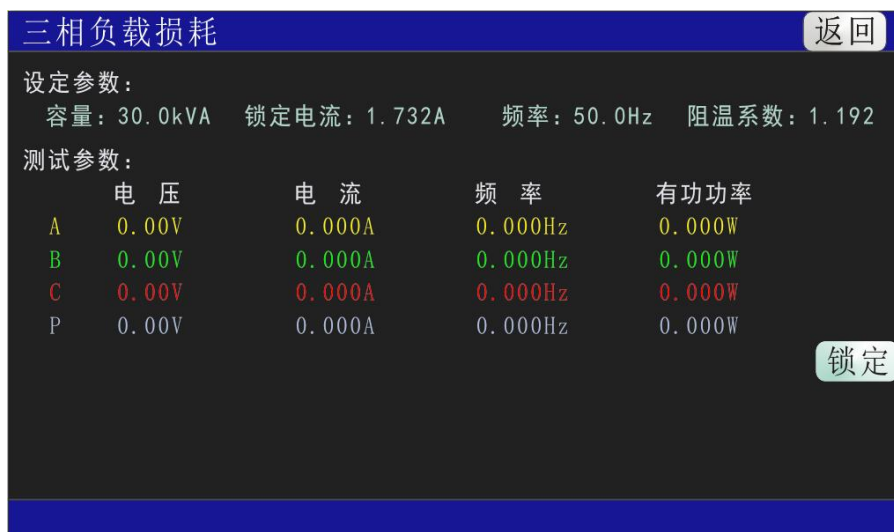 三相负载损耗 返回
设定参数：
容量：30.0kVA 锁定电流：1.732A 频率：50.0Hz 阻温系数：1.192
测试参数：
电 压 电 流 频 率 有功功率
A 0.00V 0.000A 0.000Hz 0.000W
B 0.00V 0.000A 0.000Hz 0.000W
C 0.00V 0.000A 0.000Hz 0.000W
P 0.00V 0.000A 0.000Hz 0.000W
锁定